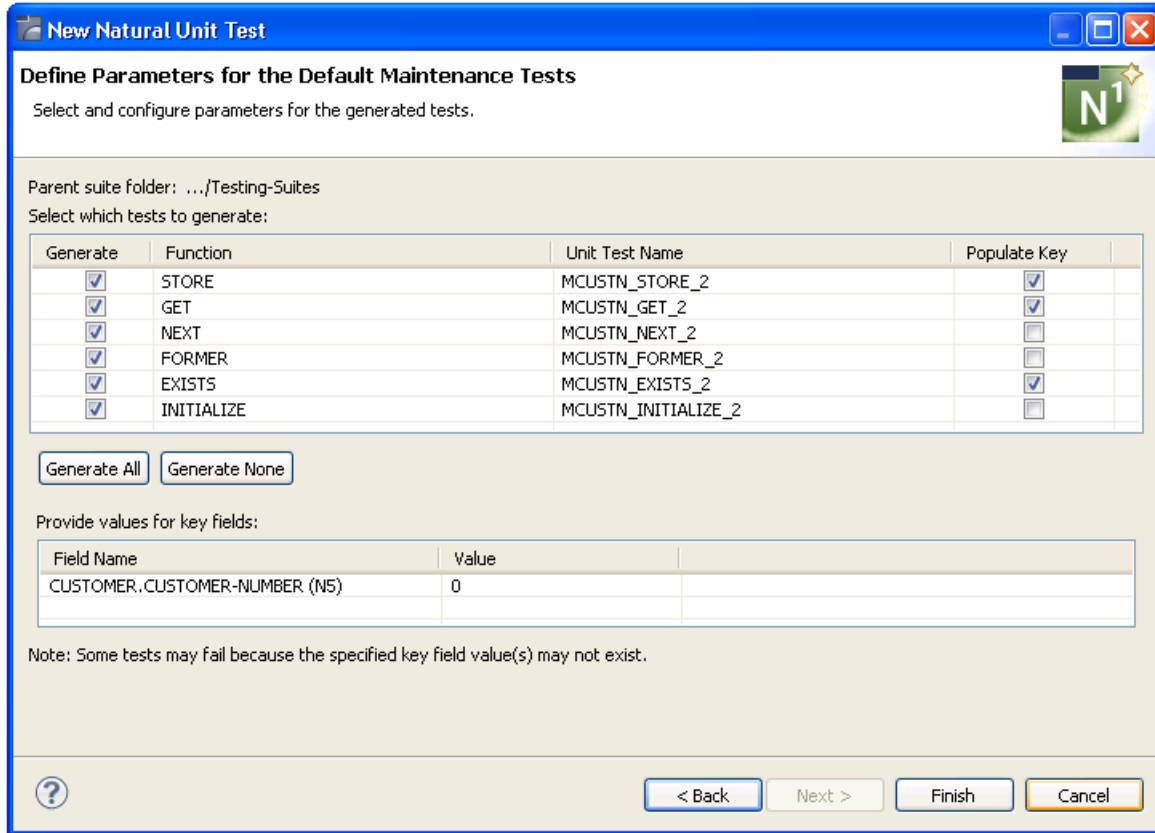 New Natural Unit Test
Define Parameters for the Default Maintenance Tests
Select and configure parameters for the generated tests.
N1
Parent suite folder: .../Testing-Suites
Select which tests to generate:
Generate Function Unit Test Name Populate Key
STORE MCUSTN_STORE_2
GET MCUSTN_GET_2
NEXT MCUSTN_NEXT_2
FORMER MCUSTN_FORMER_2
EXISTS MCUSTN_EXISTS_2
INITIALIZE MCUSTN_INITIALIZE_2
Generate All Generate None
Provide values for key fields:
Field Name Value
CUSTOMER.CUSTOMER-NUMBER (N5) 0
Note: Some tests may fail because the specified key field value(s) may not exist.
? < Back Next > Finish Cancel